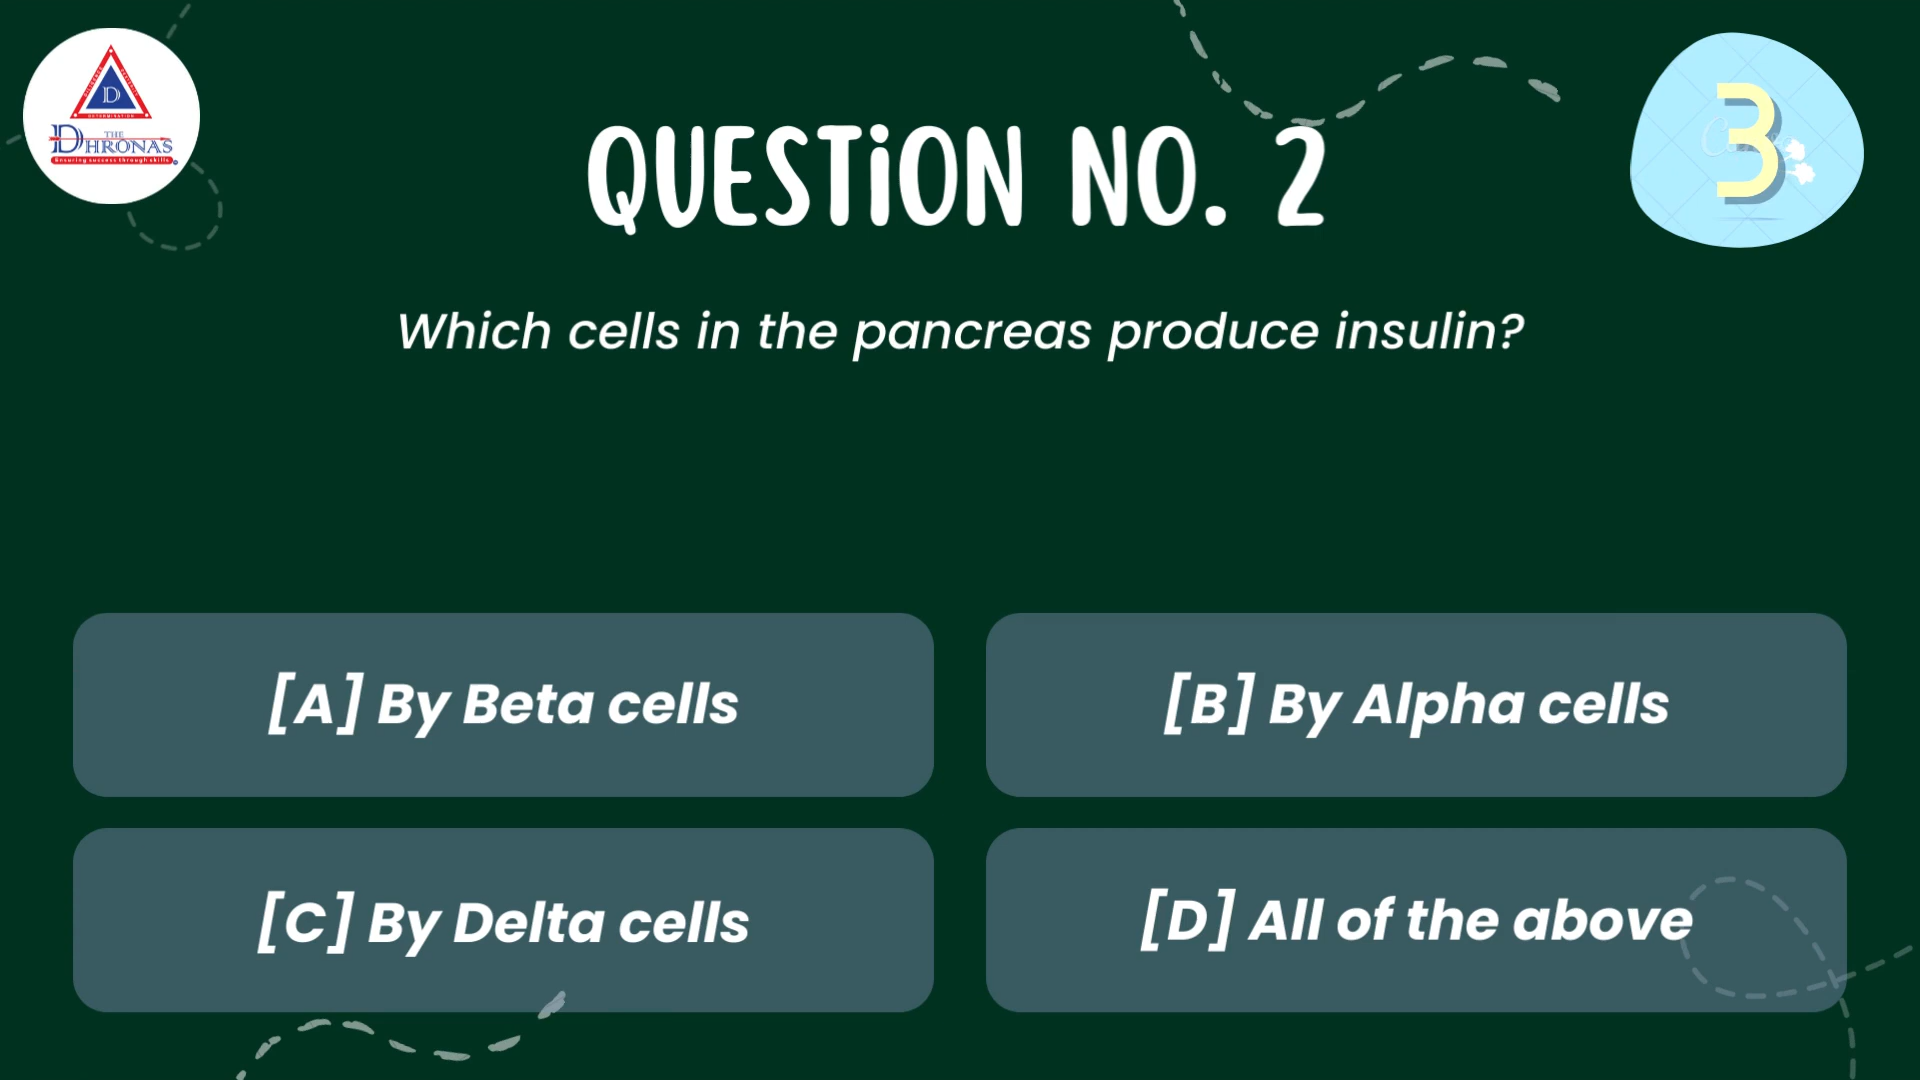 D
DETERMINATION
THE
DHRONAS
Ensuring success through skills
QUESTiON NO. 2
3
Which cells in the pancreas produce insulin?
[A] By Beta cells
[B] By Alpha cells
[C] By Delta cells
[D] All of the above